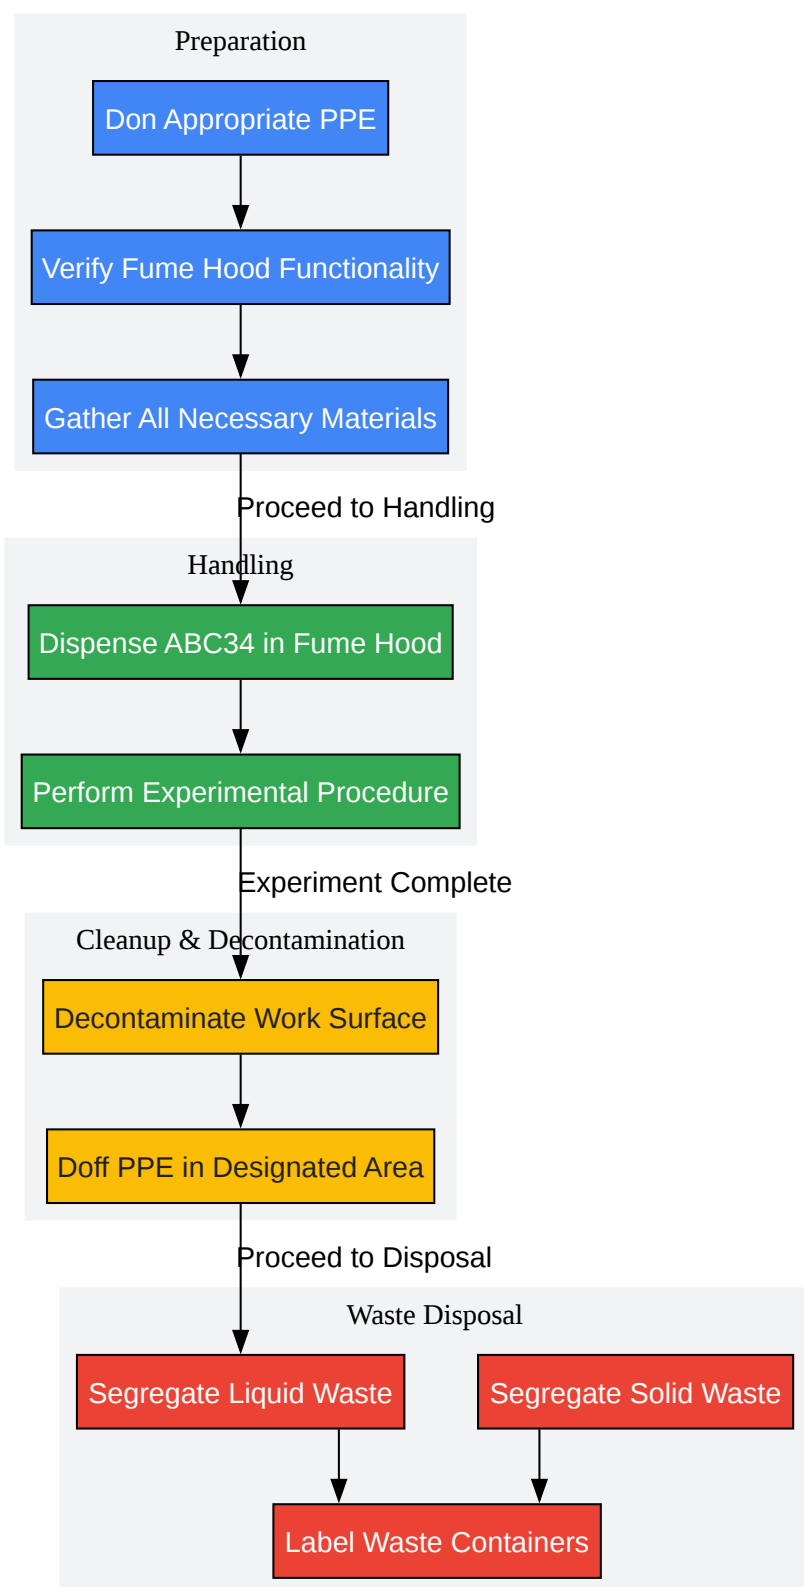 Preparation
Don Appropriate PPE
Verify Fume Hood Functionality
Gather All Necessary Materials
Proceed to Handling
Handling
Dispense ABC34 in Fume Hood
Perform Experimental Procedure
Experiment Complete
Cleanup & Decontamination
Decontaminate Work Surface
Doff PPE in Designated Area
Proceed to Disposal
Waste Disposal
Segregate Liquid Waste
Segregate Solid Waste
Label Waste Containers